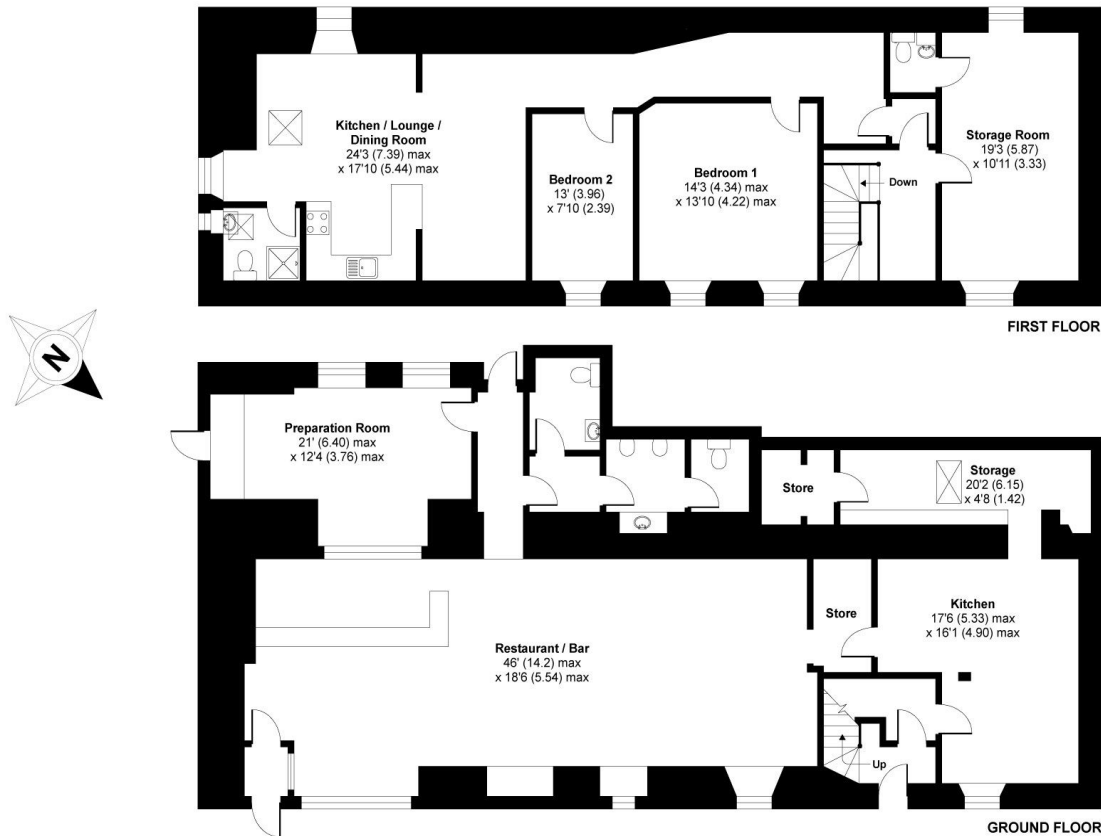 Kitchen / Lounge /
Dining Room
24'3 (7.39) max
x 17'10 (5.44) max
Bedroom 2
13' (3.96)
x 7'10 (2.39)
Bedroom 1
14'3 (4.34) max
x 13'10 (4.22) max
Down
Storage Room
19'3 (5.87)
x 10'11 (3.33)
FIRST FLOOR
N
Preparation Room
21' (6.40) max
x 12'4 (3.76) max
Store
Storage
20'2 (6.15)
x 4'8 (1.42)
Restaurant / Bar
46' (14.2) max
x 18'6 (5.54) max
Store
Kitchen
17'6 (5.33) max
x 16'1 (4.90) max
Up
GROUND FLOOR